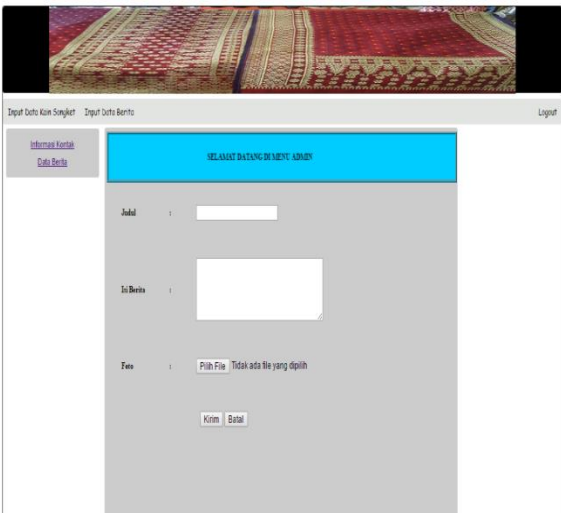 Input Data Kain Songket Input Data Berita Logout
Informasi Kontak
Data Berita
SELAMAT DATANG DI MENU ADMIN
Judul :
Isi Berita :
Foto : Pilih File Tidak ada file yang dipilih
Kirim Batal